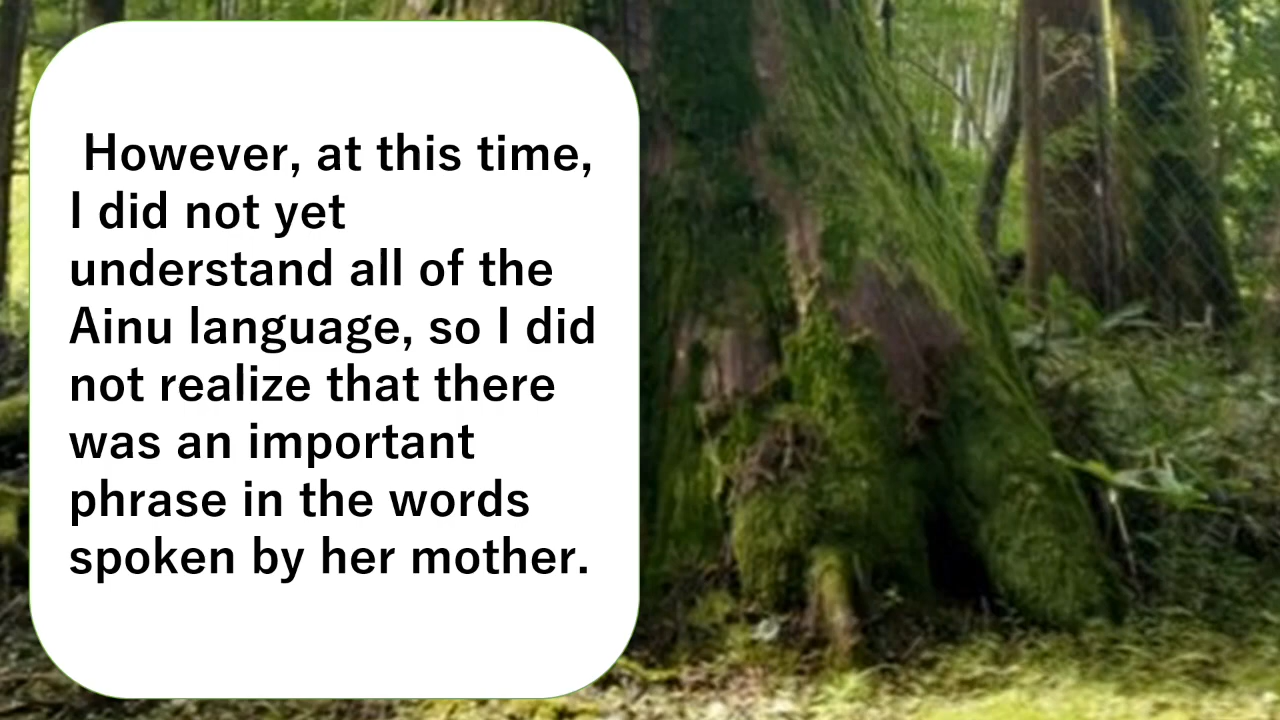 However, at this time,
I did not yet
understand all of the
Ainu language, so I did
not realize that there
was an important
phrase in the words
spoken by her mother.